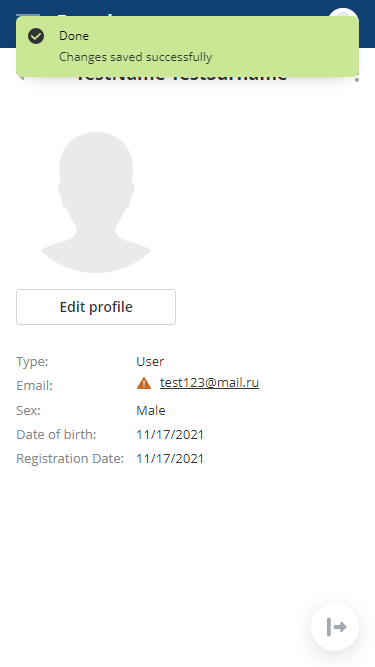 Done
Changes saved successfully
TestName TestSurname
Edit profile
Type: User
Email: test123@mail.ru
Sex: Male
Date of birth: 11/17/2021
Registration Date: 11/17/2021